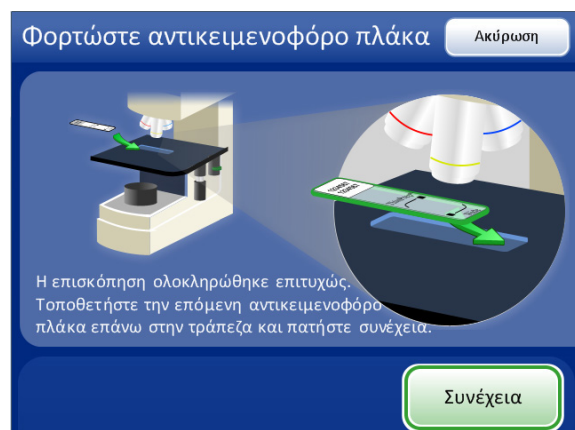 Φορτώστε αντικειμενοφόρο πλάκα
Ακύρωση
Η επισκόπηση ολοκληρώθηκε επιτυχώς.
Τοποθετήστε την επόμενη αντικειμενοφόρο
πλάκα επάνω στην τράπεζα και πατήστε συνέχεια.
Συνέχεια